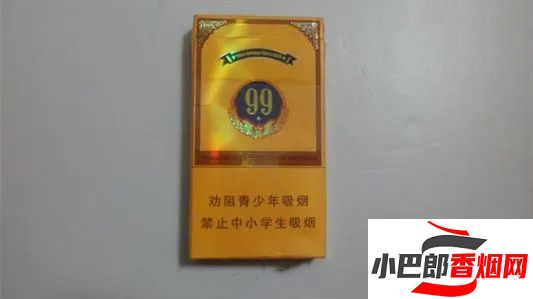 99
劝阻青少年吸烟
禁止中小学生吸烟
小巴郎香烟网